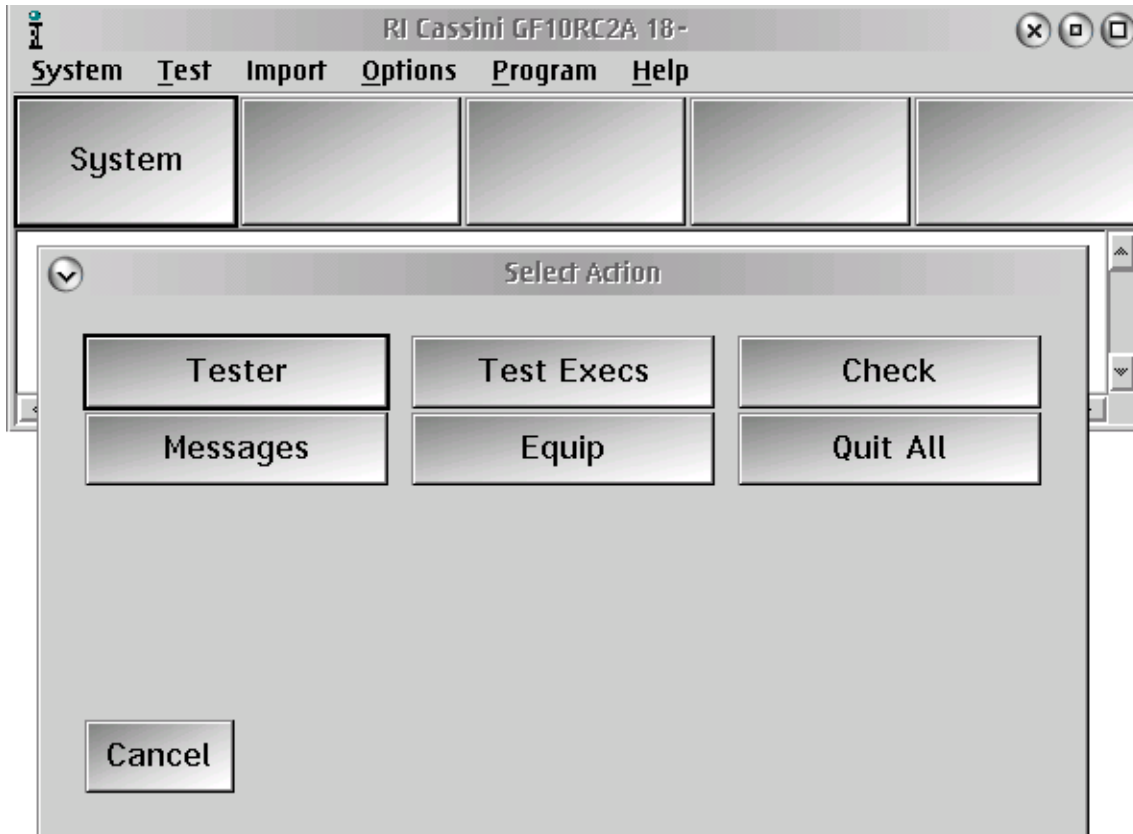 RI Cassini GF10RC2A 18-
System Test Import Options Program Help
System
Select Action
Tester Test Execs Check
Messages Equip Quit All
Cancel